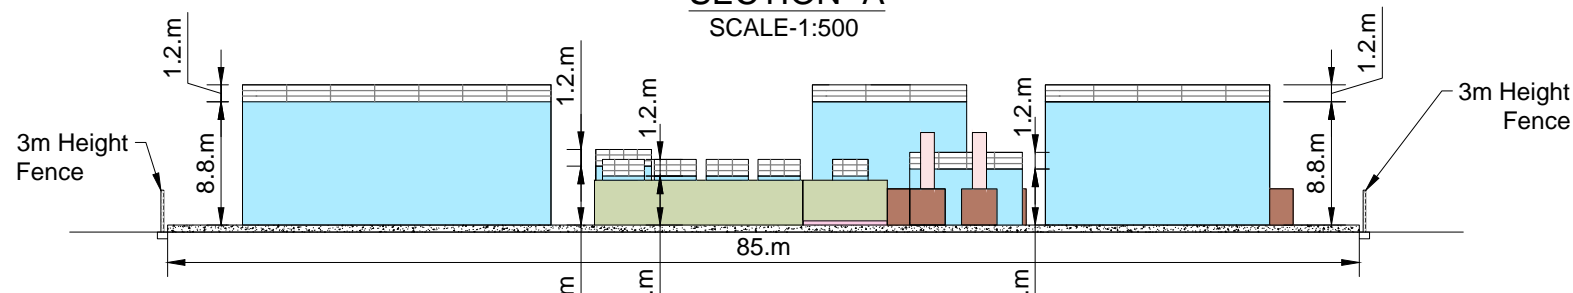 SECTION A
SCALE-1:500
1.2.m
1.2.m
1.2.m
1.2.m
1.2.m
3m Height
Fence
3m Height
Fence
8.8.m
8.8.m
85.m
m
.m
.m